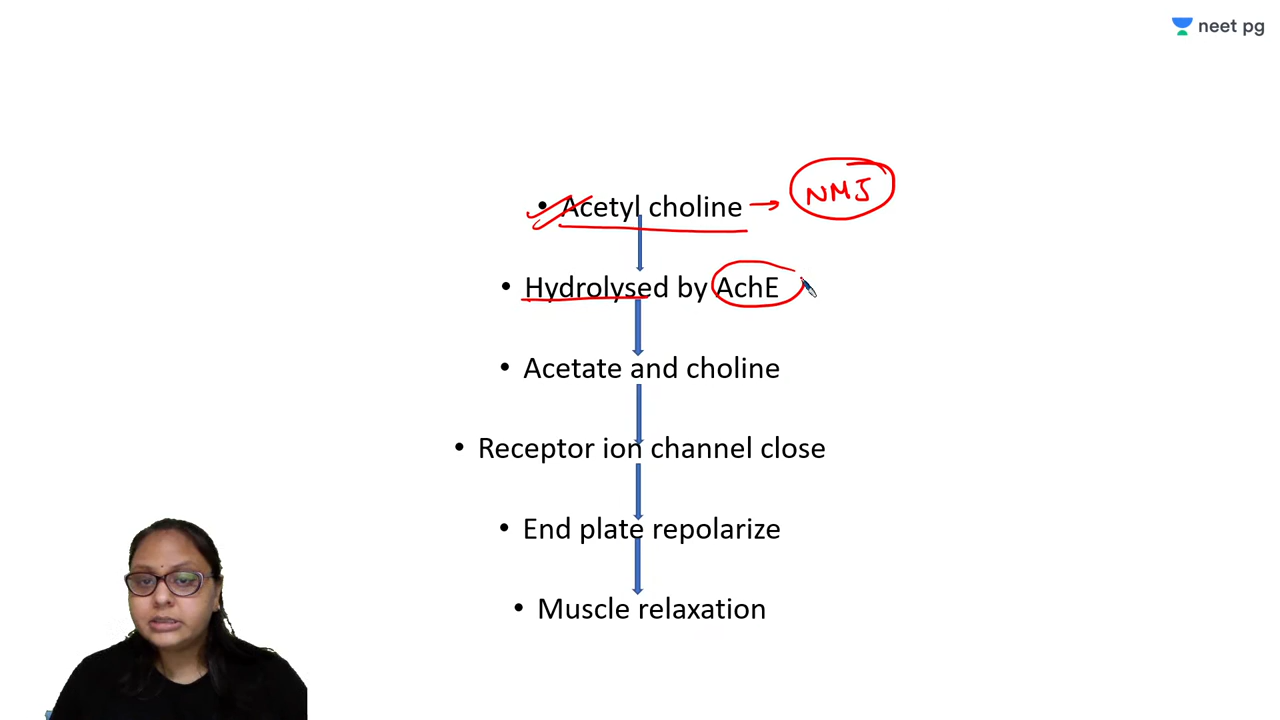 neet pg
• Acetyl choline → NMJ
• Hydrolysed by AchE
• Acetate and choline
• Receptor ion channel close
• End plate repolarize
• Muscle relaxation